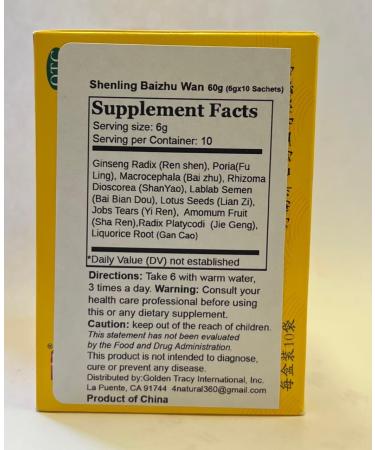 OTC
Shenling Baizhu Wan 60g (6gx10 Sachets)
Supplement Facts
Serving size: 6g
Serving per Container: 10
Ginseng Radix (Ren shen), Poria(Fu
Ling), Macrocephala (Bai zhu), Rhizoma
Dioscorea (ShanYao), Lablab Semen
(Bai Bian Dou), Lotus Seeds (Lian Zi),
Jobs Tears (Yi Ren), Amomum Fruit
(Sha Ren),Radix Platycodi (Jie Geng),
Liquorice Root (Gan Cao)
*Daily Value (DV) not established
Directions: Take 6 with warm water,
3 times a day. Warning: Consult your
health care professional before using
this or any dietary supplement.
Caution: keep out of the reach of children.
This statement has not been evaluated
by the Food and Drug Administration.
This product is not intended to diagnose,
cure or prevent any disease.
Distributed by:Golden Tracy International, Inc.
La Puente, CA 91744 4natural360@gmail.com
Product of China
每盒装10袋